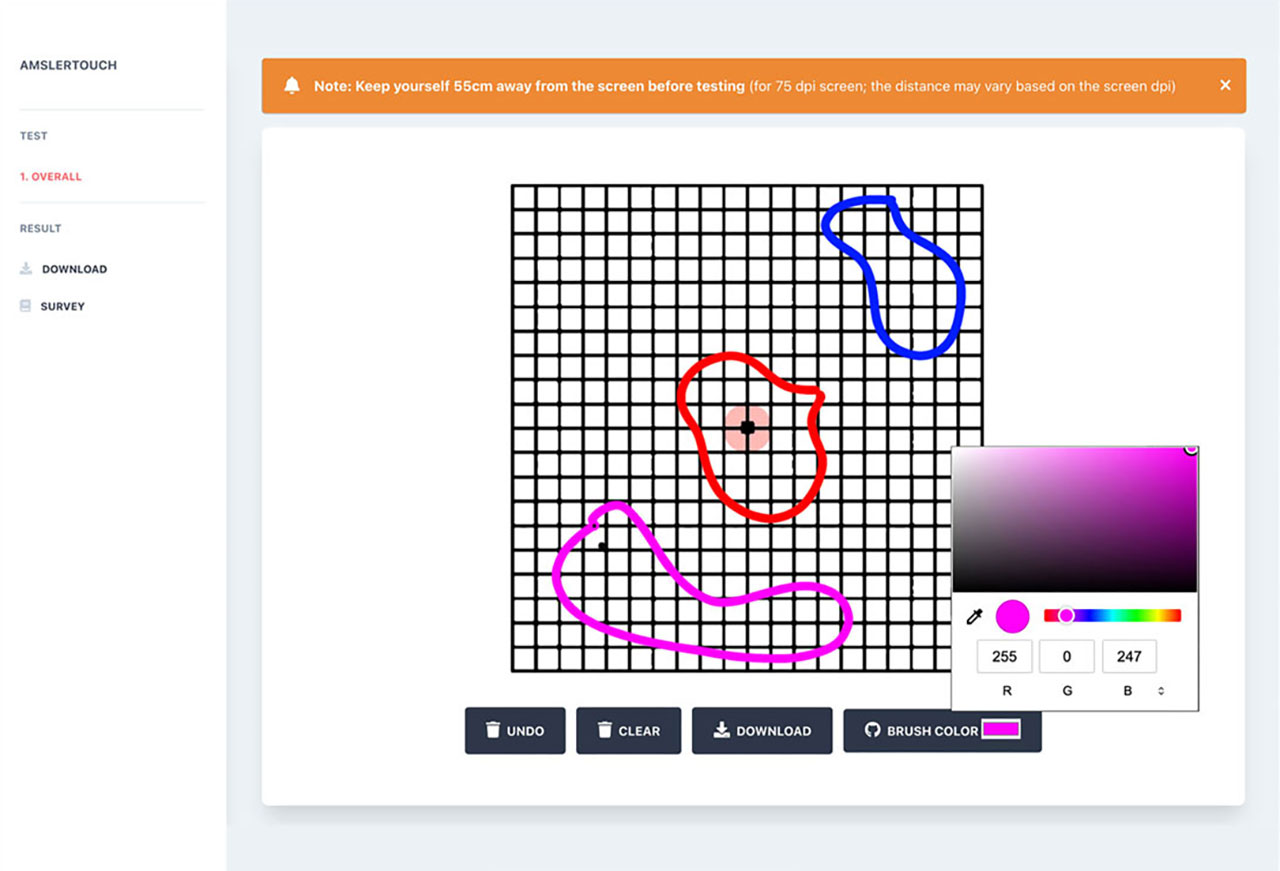 AMSLERTOUCH
TEST
1. OVERALL
RESULT
DOWNLOAD
SURVEY
Note: Keep yourself 55cm away from the screen before testing (for 75 dpi screen; the distance may vary based on the screen dpi)
255 0 247
R G B
UNDO CLEAR DOWNLOAD BRUSH COLOR